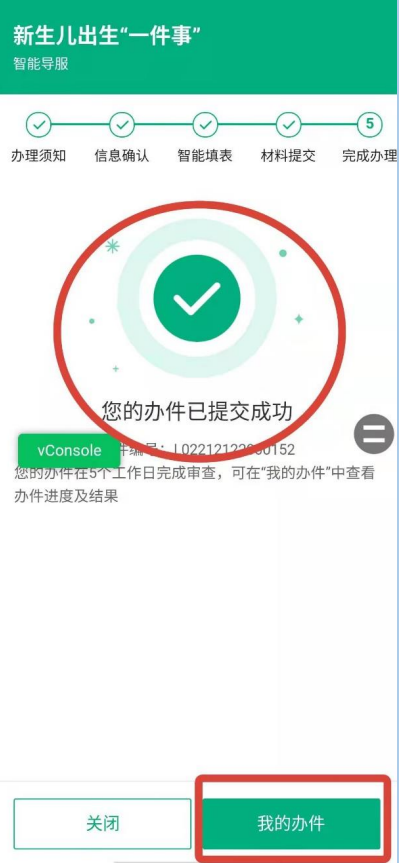 新生儿出生“一件事”
智能导服
5
办理须知 信息确认 智能填表 材料提交 完成办理
您的办件已提交成功
vConsole 编号：
您的办件在5个工作日完成审查，可在“我的办件”中查看
办件进度及结果
关闭 我的办件